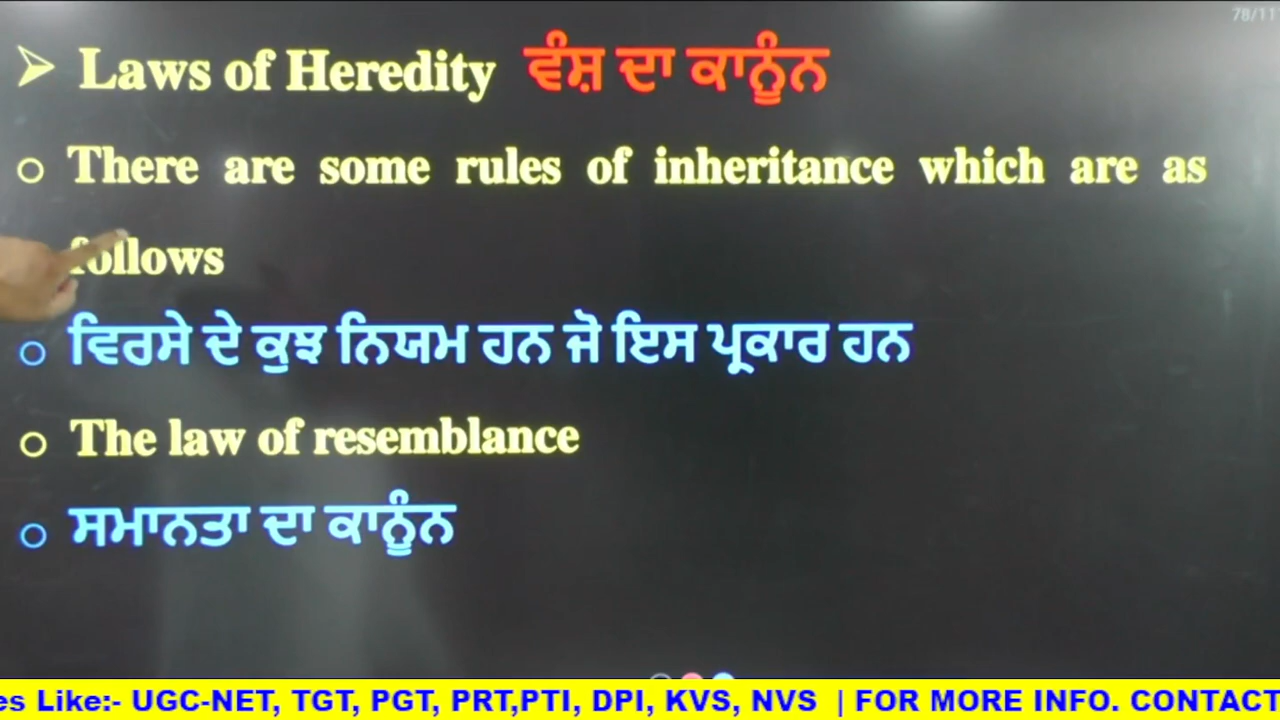 78/11
➢ Laws of Heredity ਵੰਸ਼ ਦਾ ਕਾਨੂੰਨ
o There are some rules of inheritance which are as
follows
o ਵਿਰਸੇ ਦੇ ਕੁਝ ਨਿਯਮ ਹਨ ਜੋ ਇਸ ਪ੍ਰਕਾਰ ਹਨ
o The law of resemblance
o ਸਮਾਨਤਾ ਦਾ ਕਾਨੂੰਨ
es Like:- UGC-NET, TGT, PGT, PRT,PTI, DPI, KVS, NVS | FOR MORE INFO. CONTACT